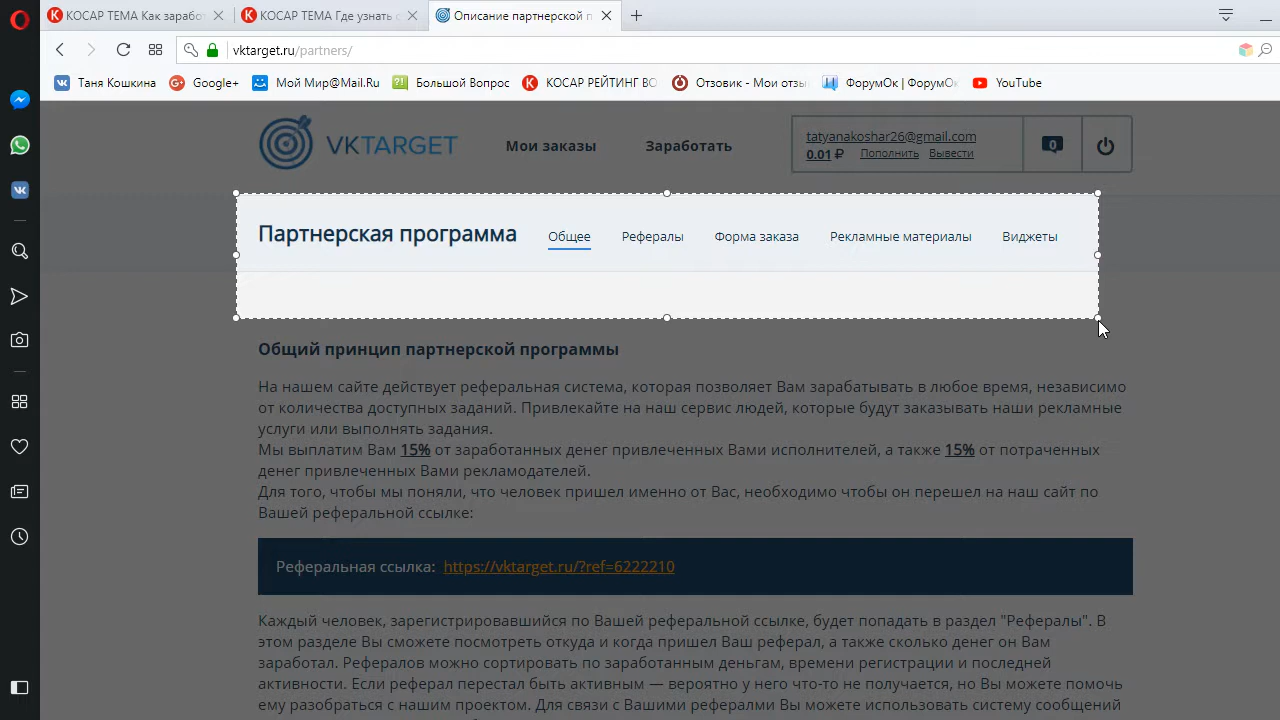 КОСАР ТЕМА Как зарабо
КОСАР ТЕМА Где узнать
Описание партнерской п
vktarget.ru/partners/
Таня Кошкина
Google+
Мой Мир@Mail.Ru
Большой Вопрос
КОСАР РЕЙТИНГ ВО
Отзовик - Мои отзы
ФорумОк | ФорумОк
YouTube
VKTARGET
Мои заказы
Заработать
tatyanakoshar26@gmail.com
0.01 ₽ Пополнить Вывести
0
Партнерская программа
Общее
Рефералы
Форма заказа
Рекламные материалы
Виджеты
Общий принцип партнерской программы
На нашем сайте действует реферальная система, которая позволяет Вам зарабатывать в любое время, независимо
от количества доступных заданий. Привлекайте на наш сервис людей, которые будут заказывать наши рекламные
услуги или выполнять задания.
Мы выплатим Вам 15% от заработанных денег привлеченных Вами исполнителей, а также 15% от потраченных
денег привлеченных Вами рекламодателей.
Для того, чтобы мы поняли, что человек пришел именно от Вас, необходимо чтобы он перешел на наш сайт по
Вашей реферальной ссылке:
Реферальная ссылка: https://vktarget.ru/?ref=6222210
Каждый человек, зарегистрировавшийся по Вашей реферальной ссылке, будет попадать в раздел "Рефералы". В
этом разделе Вы сможете посмотреть откуда и когда пришел Ваш реферал, а также сколько денег он Вам
заработал. Рефералов можно сортировать по заработанным деньгам, времени регистрации и последней
активности. Если реферал перестал быть активным — вероятно у него что-то не получается, но Вы можете помочь
ему разобраться с нашим проектом. Для связи с Вашими рефералми Вы можете использовать систему сообщений